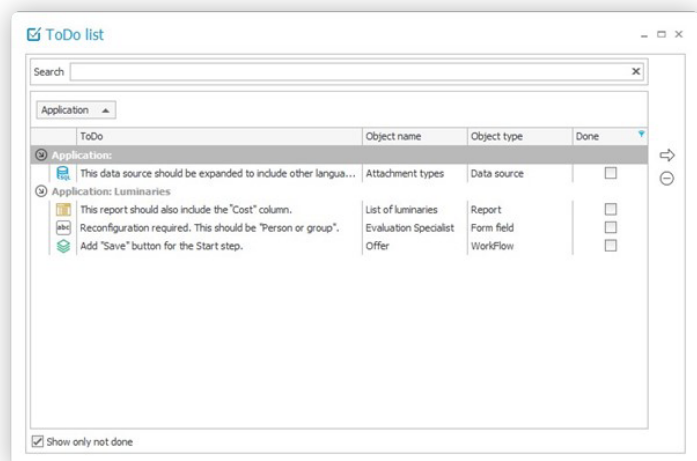 ToDo list
Search
Application
ToDo Object name Object type Done
Application:
SQL This data source should be expanded to include other langua... Attachment types Data source
Application: Luminaries
This report should also include the "Cost" column. List of luminaries Report
abc Reconfiguration required. This should be "Person or group". Evaluation Specialist Form field
Add "Save" button for the Start step. Offer WorkFlow
Show only not done